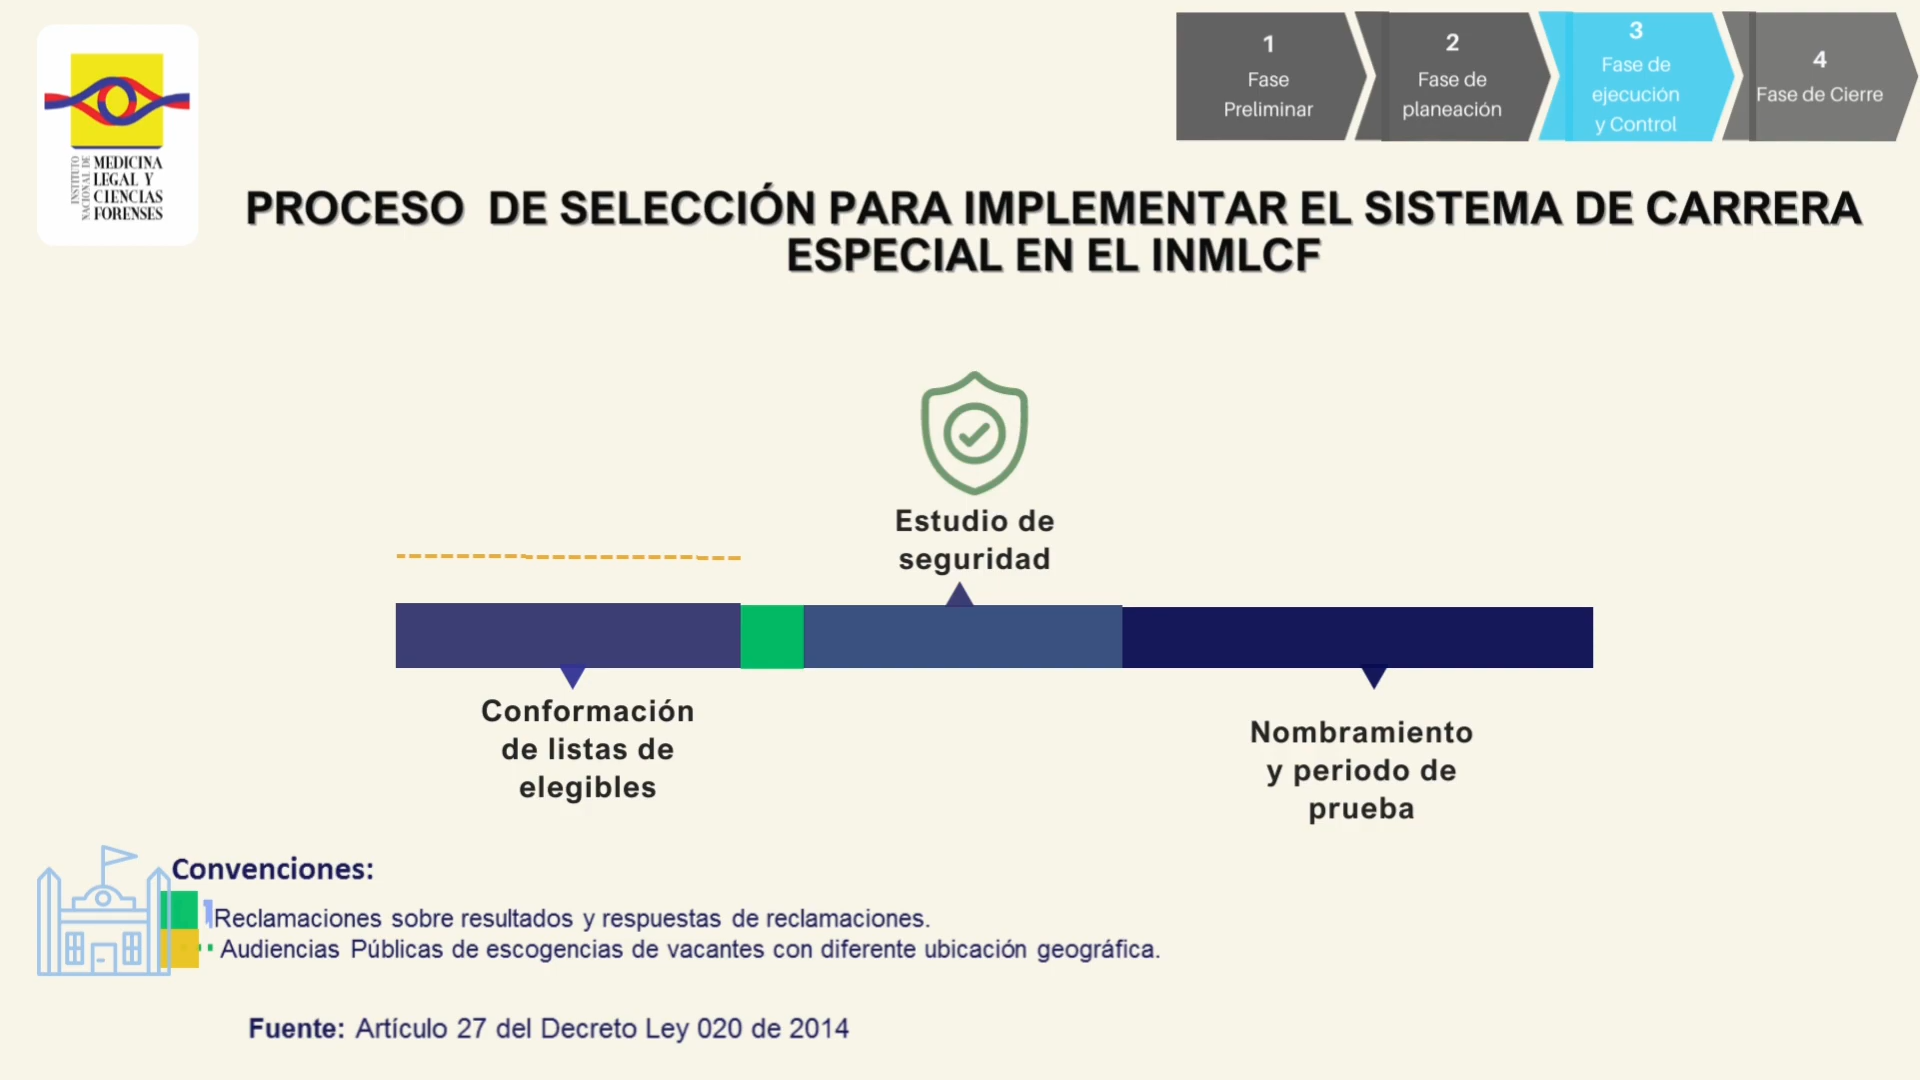 INSTITUTO
NACIONAL DE
MEDICINA
LEGAL Y
CIENCIAS
FORENSES
1
Fase
Preliminar
2
Fase de
planeación
3
Fase de
ejecución
y Control
4
Fase de Cierre
PROCESO DE SELECCIÓN PARA IMPLEMENTAR EL SISTEMA DE CARRERA
ESPECIAL EN EL INMLCF
Estudio de
seguridad
Conformación
de listas de
elegibles
Nombramiento
y periodo de
prueba
Convenciones:
Reclamaciones sobre resultados y respuestas de reclamaciones.
Audiencias Públicas de escogencias de vacantes con diferente ubicación geográfica.
Fuente: Artículo 27 del Decreto Ley 020 de 2014